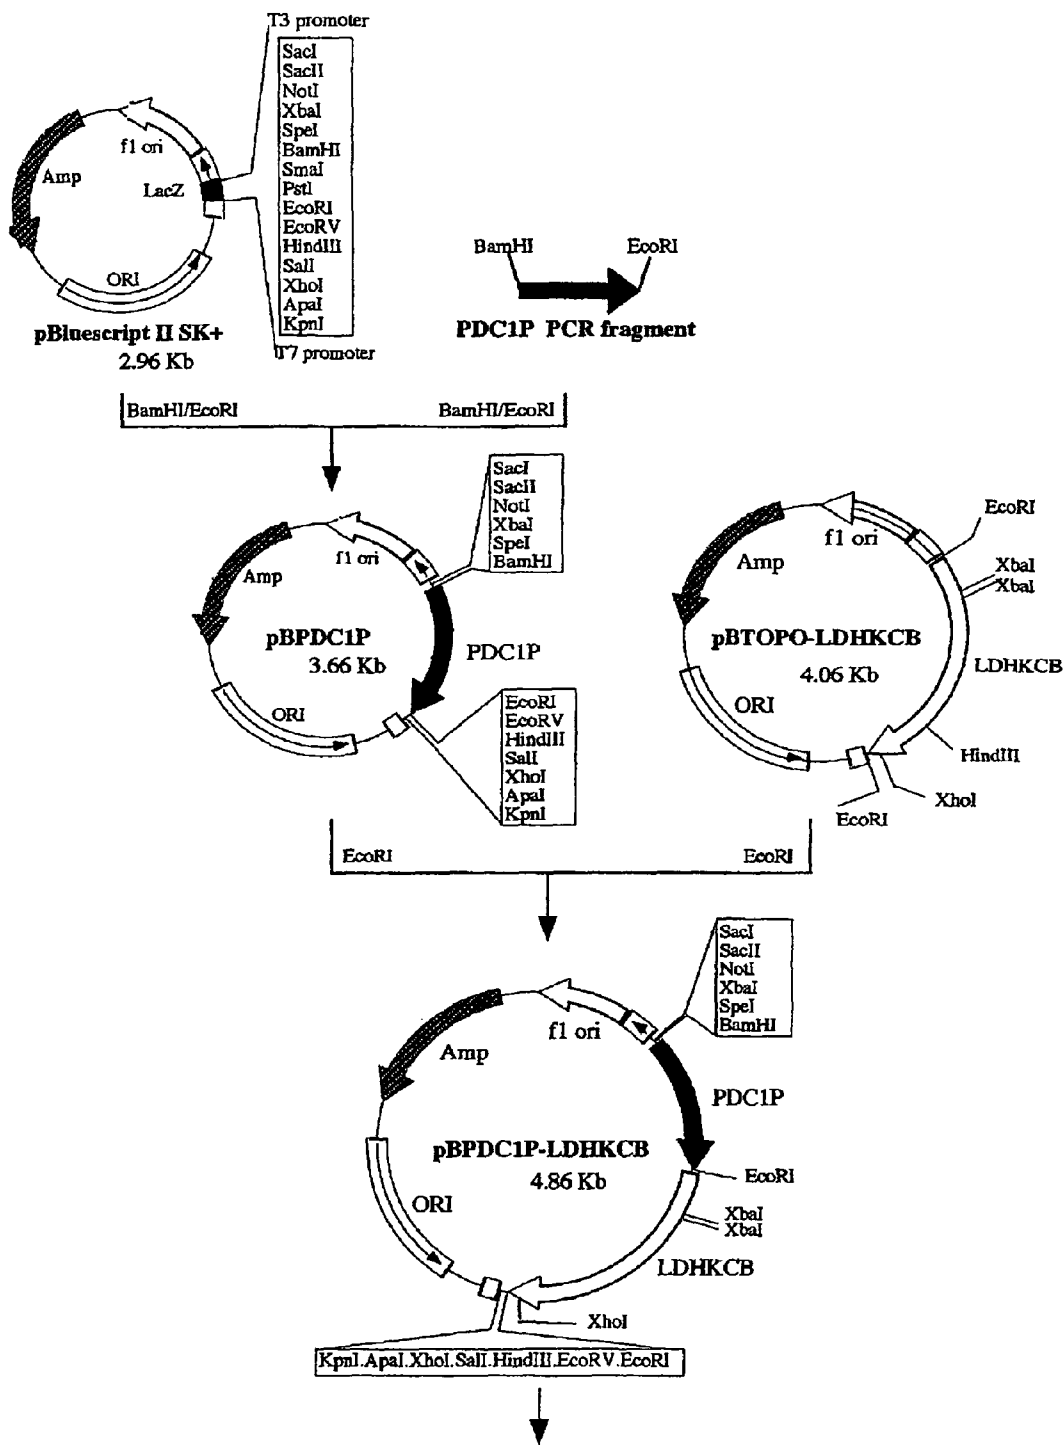 T3 promoter
SacI
SacII
NotI
XbaI
SpeI
BamHI
SmaI
PstI
EcoRI
EcoRV
HindIII
SalI
XhoI
ApaI
KpnI
T7 promoter
f1 ori
Amp
LacZ
ORI
pBluescript II SK+
2.96 Kb
BamHI
EcoRI
PDC1P PCR fragment
BamHI/EcoRI
BamHI/EcoRI
SacI
SacII
NotI
XbaI
SpeI
BamHI
f1 ori
Amp
pBPDC1P
3.66 Kb
PDC1P
ORI
EcoRI
EcoRV
HindIII
SalI
XhoI
ApaI
KpnI
EcoRI
f1 ori
XbaI
XbaI
Amp
pBTOPO-LDHKCB
4.06 Kb
LDHKCB
ORI
HindIII
XhoI
EcoRI
EcoRI
EcoRI
SacI
SacII
NotI
XbaI
SpeI
BamHI
f1 ori
Amp
PDC1P
pBPDC1P-LDHKCB
4.86 Kb
EcoRI
ORI
XbaI
XbaI
LDHKCB
XhoI
KpnI.ApaI.XhoI.SalI.HindIII.EcoRV.EcoRI